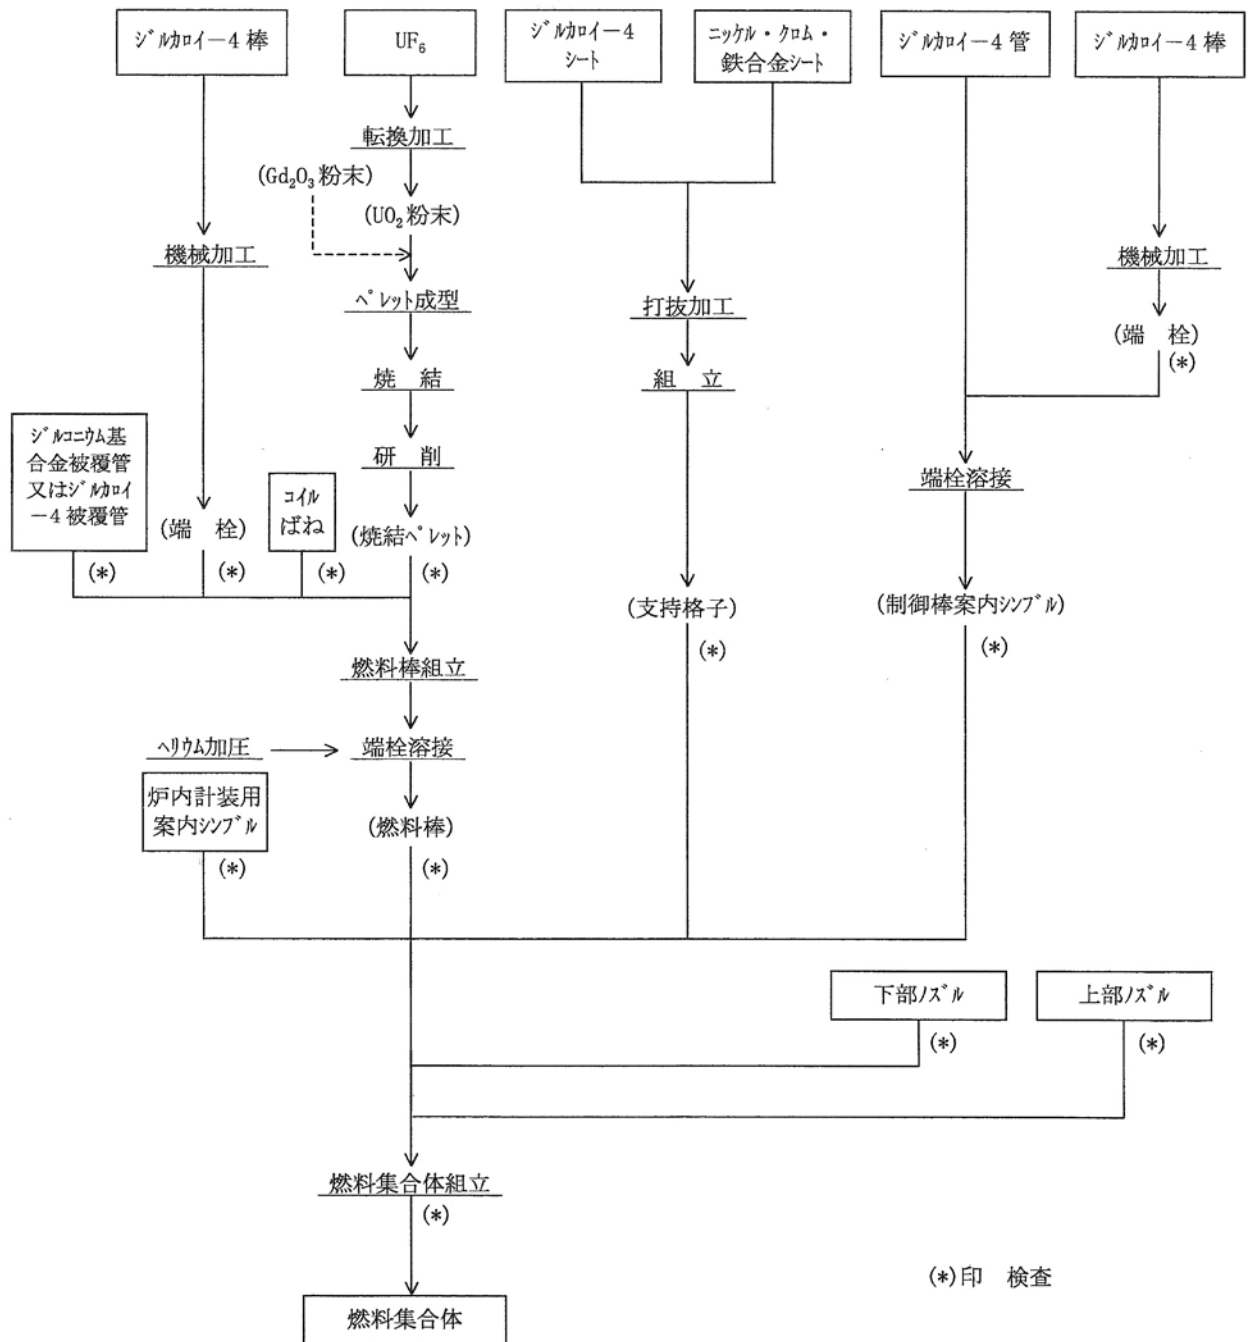 ジルカロイ－4 棒
UF₆
ジルカロイ－4
シート
ニッケル・クロム・
鉄合金シート
ジルカロイ－4 管
ジルカロイ－4 棒
転換加工
(Gd₂O₃ 粉末)
(UO₂ 粉末)
機械加工
機械加工
ペレット成型
打抜加工
(端　栓)
(*)
焼　結
組　立
ジルコニウム基
合金被覆管
又はジルカロイ
－4 被覆管
(*)
(端　栓)
(*)
コイル
ばね
(*)
研　削
(焼結ペレット)
(*)
端栓溶接
(支持格子)
(*)
(制御棒案内シンブル)
(*)
燃料棒組立
ヘリウム加圧
端栓溶接
炉内計装用
案内シンブル
(*)
(燃料棒)
(*)
下部ノズル
(*)
上部ノズル
(*)
燃料集合体組立
(*)
(*)印　検査
燃料集合体